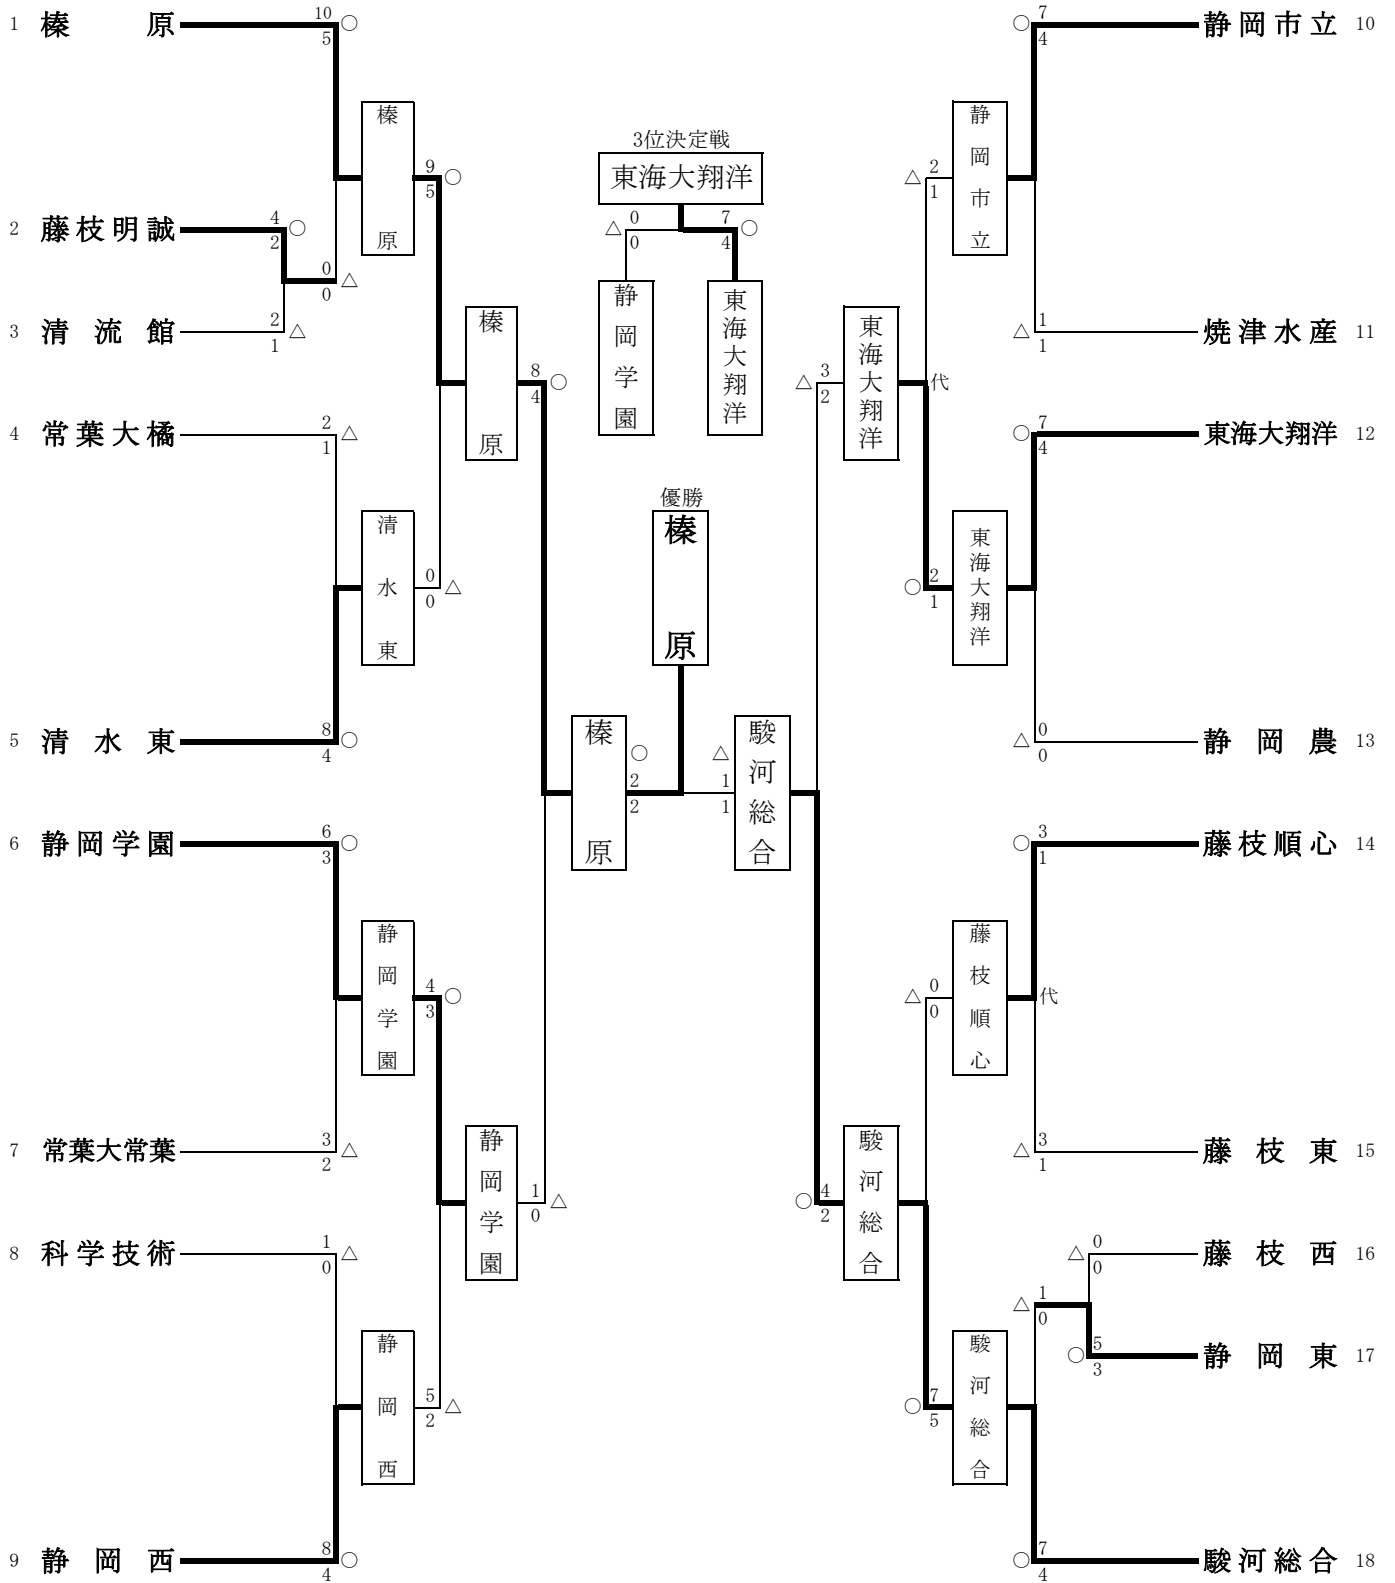 1 榛原 10 5 ○
2 藤枝明誠 4 2 ○
0 0 △
3 清流館 2 1 △
4 常葉大橘 2 1 △
5 清水東 8 4 ○
6 静岡学園 6 3 ○
7 常葉大常葉 3 2 △
8 科学技術 1 0 △
9 静岡西 8 4 ○
榛原 9 5 ○
清水東 0 0 △
静岡学園 4 3 ○
静岡西 5 2 △
榛原 8 4 ○
静岡学園 1 0 △
3位決定戦
東海大翔洋
△ 0 0
7 4 ○
静岡学園
東海大翔洋
優勝
榛原
榛原 ○ 2 2
△ 1 1 駿河総合
△ 3 2 東海大翔洋
代
○ 4 2 駿河総合
△ 2 1 静岡市立
○ 2 1 東海大翔洋
△ 0 0 藤枝順心
代
○ 7 5 駿河総合
○ 7 4 静岡市立 10
△ 1 1 焼津水産 11
○ 7 4 東海大翔洋 12
△ 0 0 静岡農 13
○ 3 1 藤枝順心 14
△ 3 1 藤枝東 15
△ 0 0 藤枝西 16
△ 1 0
○ 5 3 静岡東 17
○ 7 4 駿河総合 18